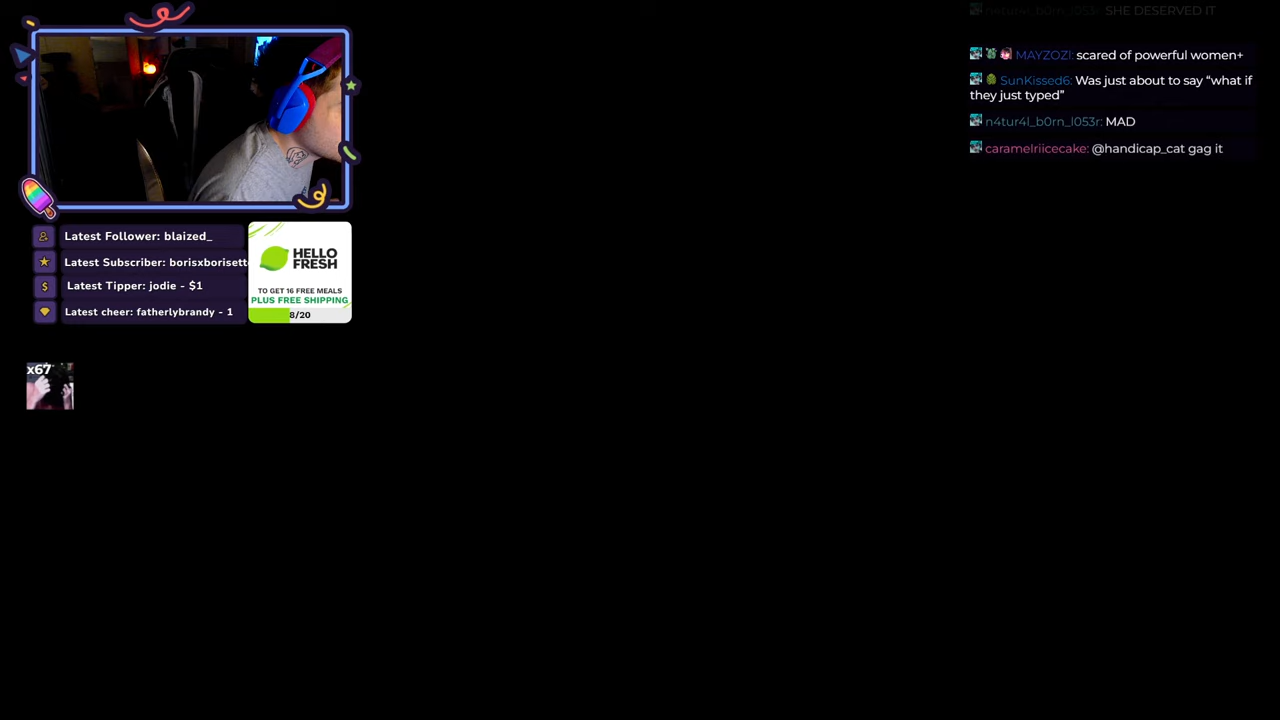 SHE DESERVED IT
MAYZOZI: scared of powerful women+
SunKissed6: Was just about to say “what if
they just typed”
n4tur4l_b0rn_l053r: MAD
caramelriicecake: @handicap_cat gag it
Latest Follower: blaized_
Latest Subscriber: borisxborisett
Latest Tipper: jodie - $1
Latest cheer: fatherlybrandy - 1
HELLO
FRESH
TO GET 16 FREE MEALS
PLUS FREE SHIPPING
8/20
x67